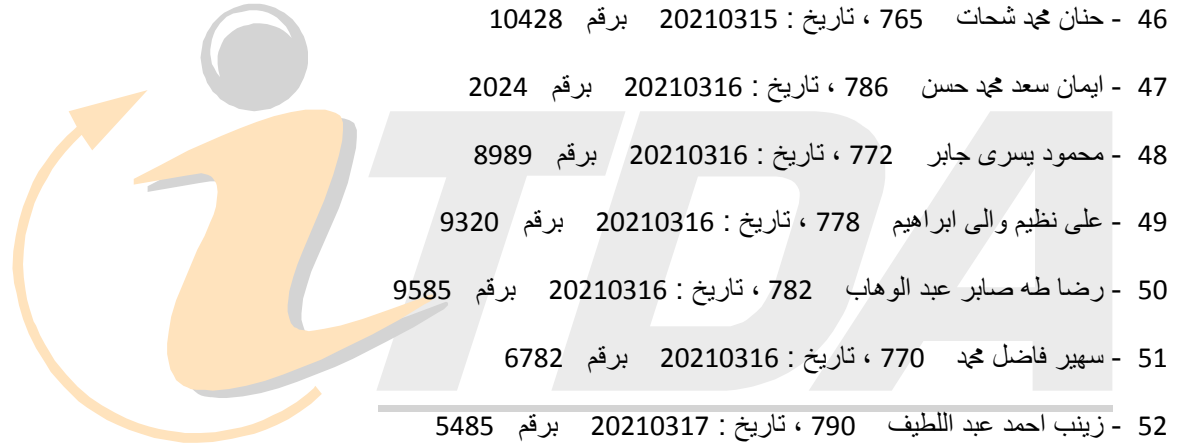 46 - حنان محمد شحات 765 ، تاريخ : 20210315 برقم 10428
47 - ايمان سعد محمد حسن 786 ، تاريخ : 20210316 برقم 2024
48 - محمود يسرى جابر 772 ، تاريخ : 20210316 برقم 8989
49 - على نظيم والى ابراهيم 778 ، تاريخ : 20210316 برقم 9320
50 - رضا طه صابر عبد الوهاب 782 ، تاريخ : 20210316 برقم 9585
51 - سهير فاضل محمد 770 ، تاريخ : 20210316 برقم 6782
52 - زينب احمد عبد اللطيف 790 ، تاريخ : 20210317 برقم 5485
iTDA